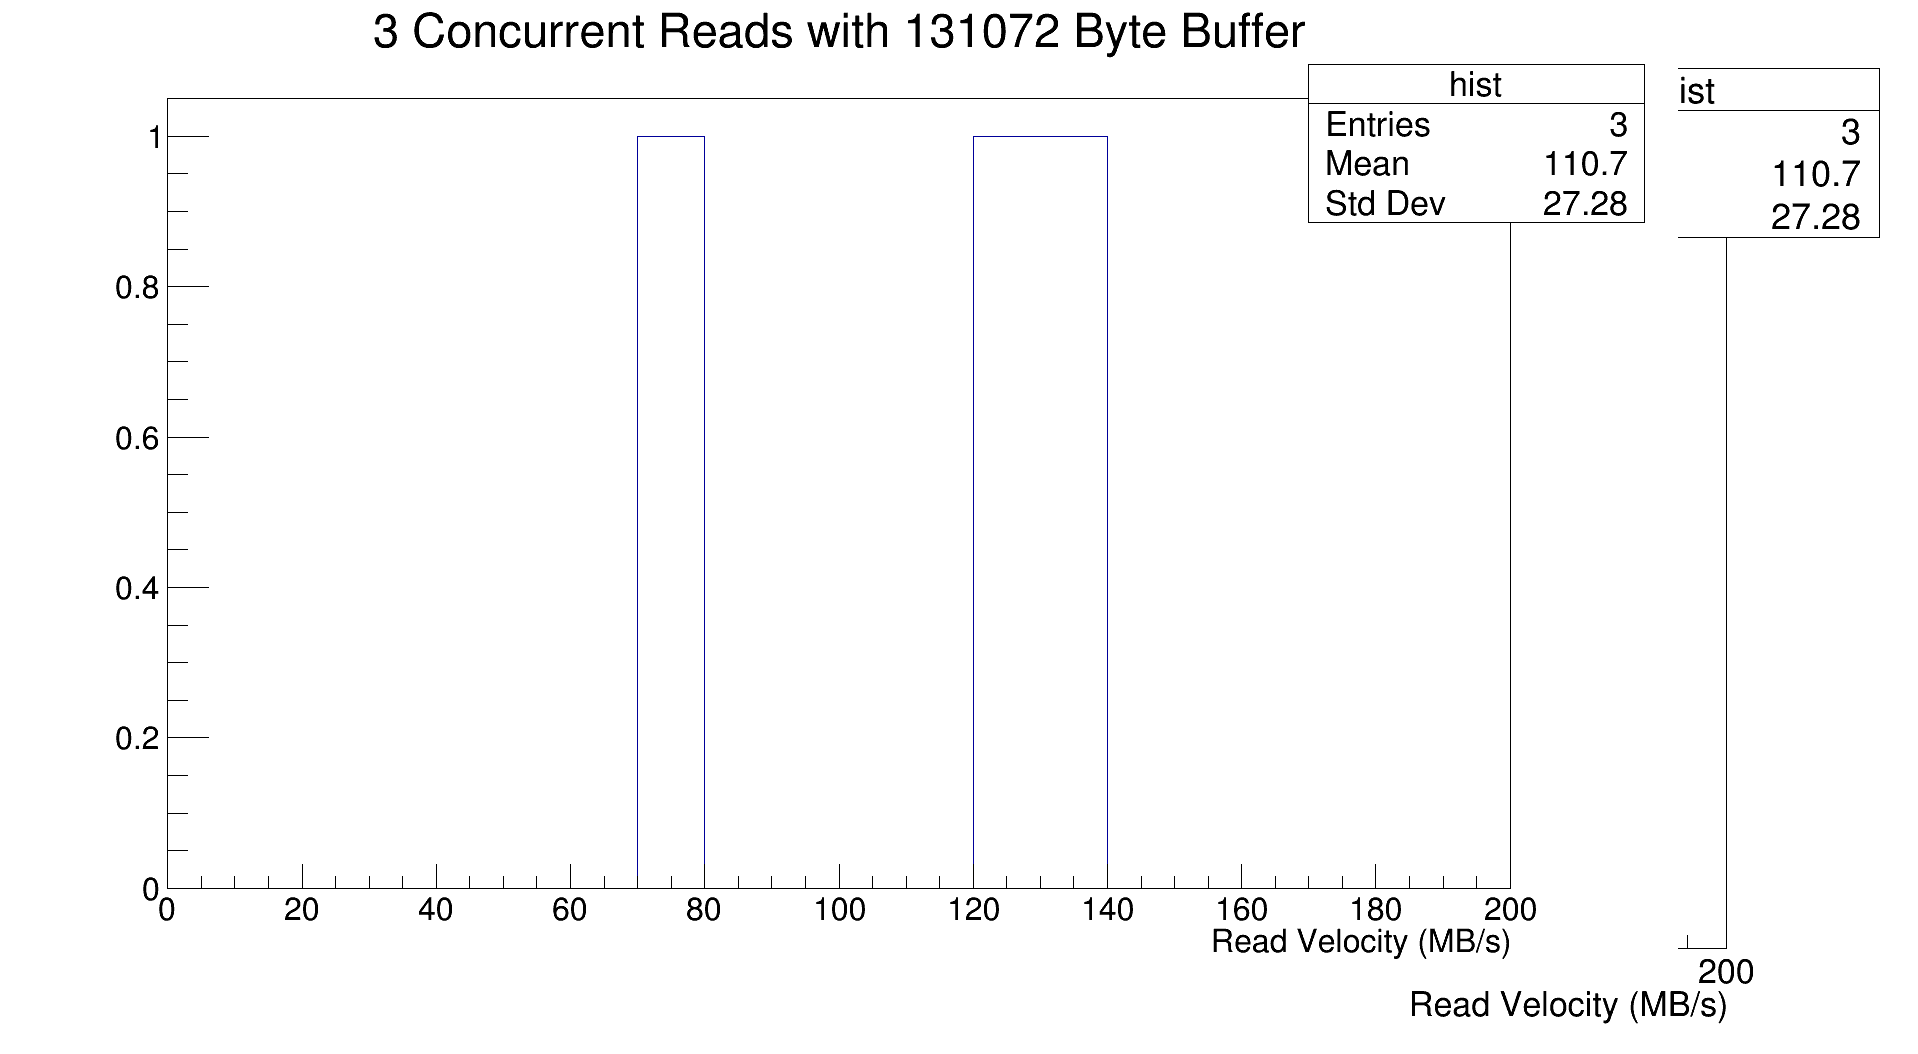 3 Concurrent Reads with 131072 Byte Buffer
hist
Entries 3
Mean 110.7
Std Dev 27.28
ist
3
110.7
27.28
1
0.8
0.6
0.4
0.2
0
0 20 40 60 80 100 120 140 160 180 200
Read Velocity (MB/s)
200
Read Velocity (MB/s)